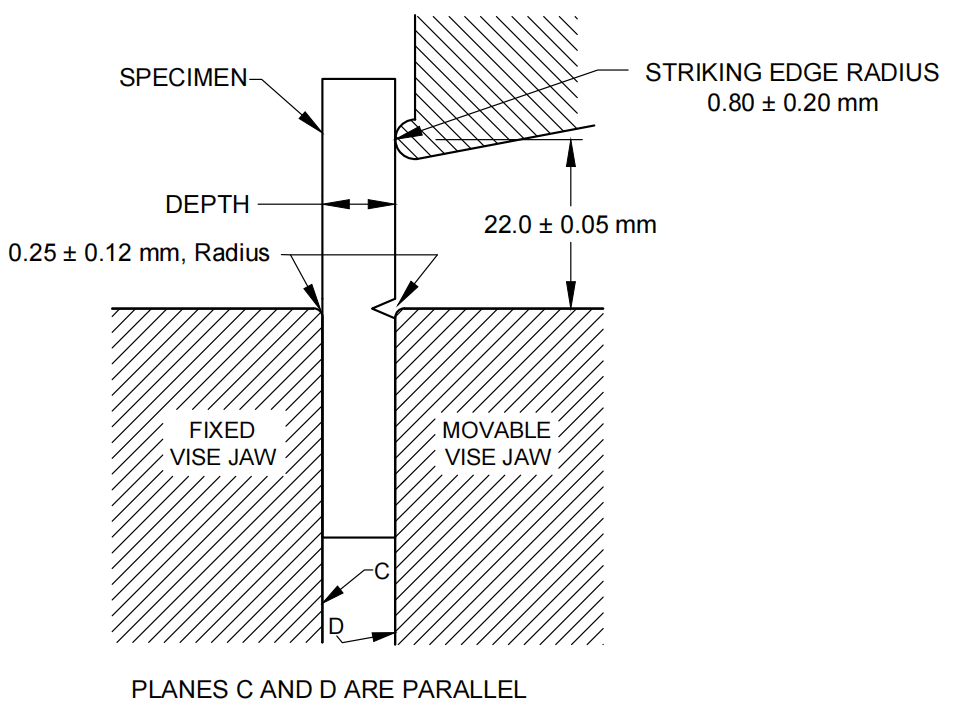 SPECIMEN
STRIKING EDGE RADIUS
0.80 ± 0.20 mm
DEPTH
22.0 ± 0.05 mm
0.25 ± 0.12 mm, Radius
FIXED
VISE JAW
MOVABLE
VISE JAW
C
D
PLANES C AND D ARE PARALLEL